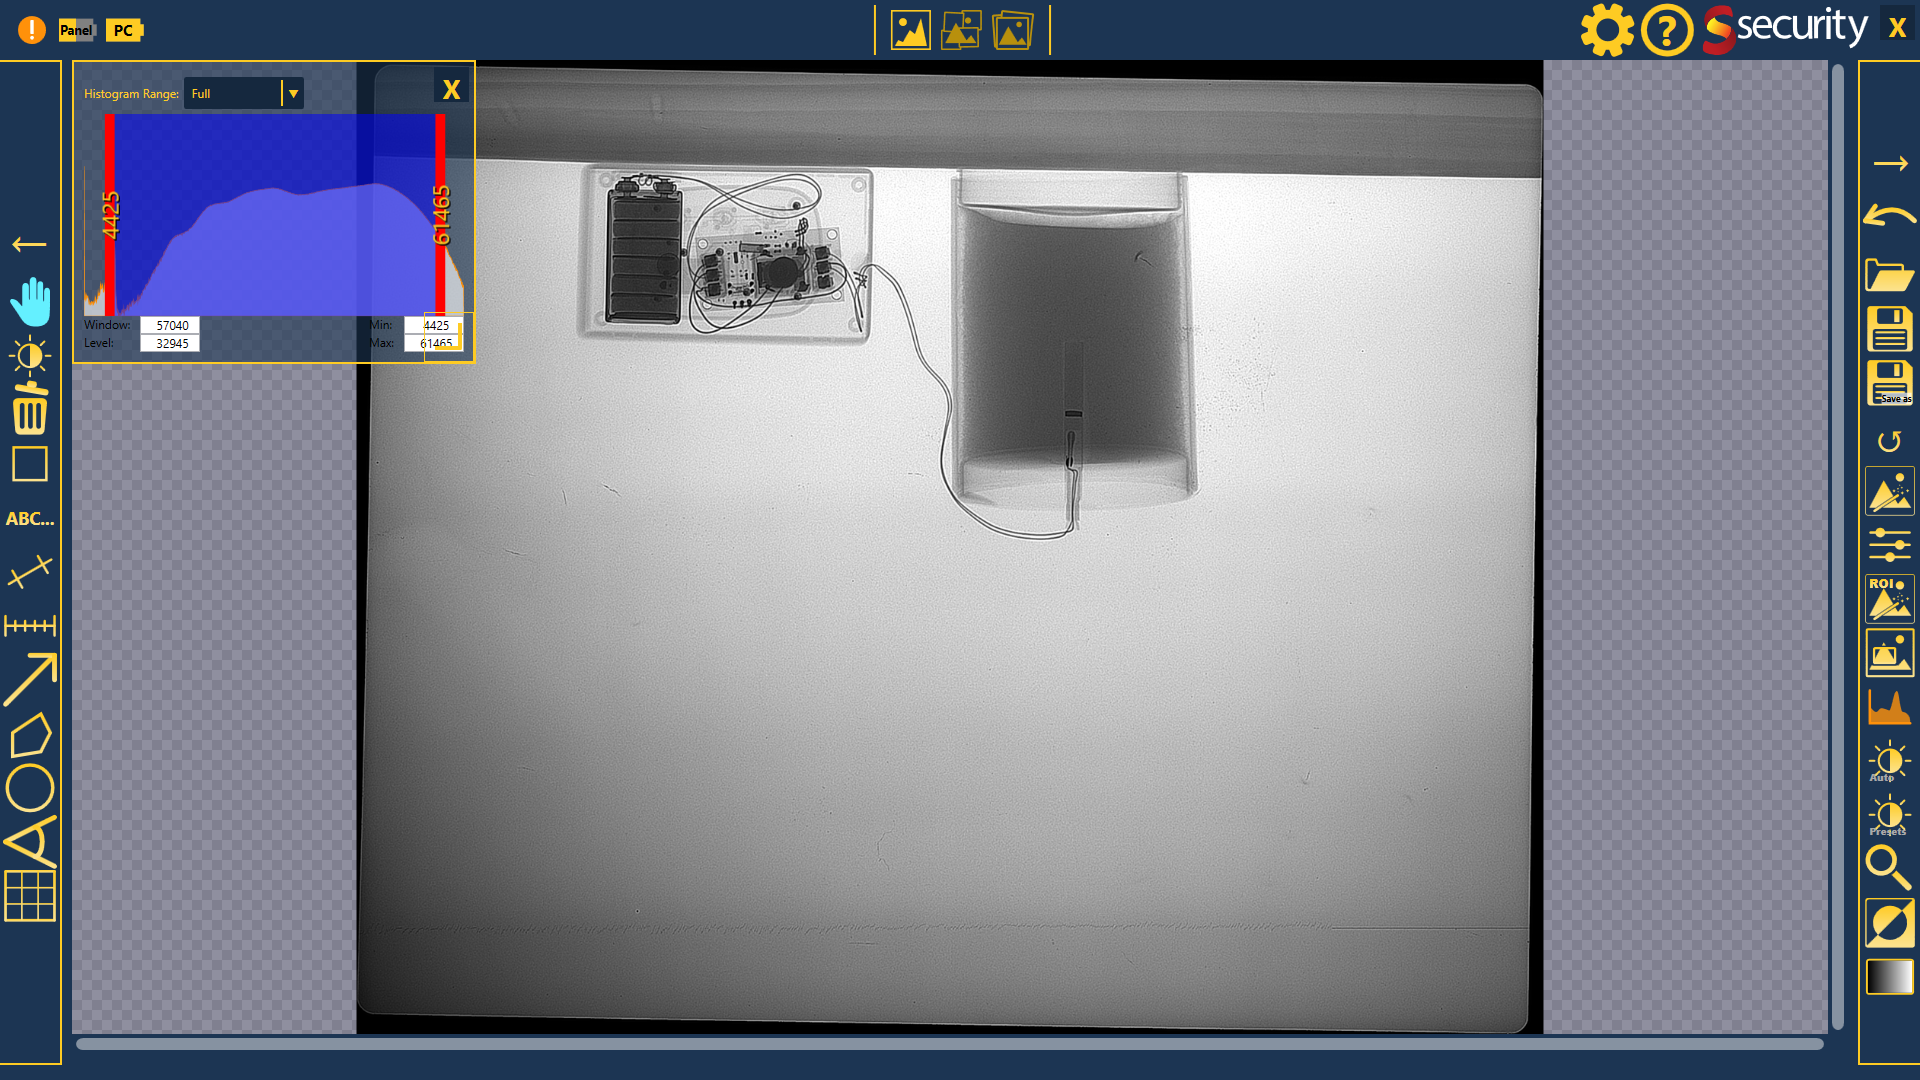 !
Panel
PC
?
Ssecurity
X
Histogram Range:
Full
X
4425
61465
Window:
57040
Min:
4425
Level:
32945
Max:
61465
ABC...
Save as
ROI
Auto
Presets